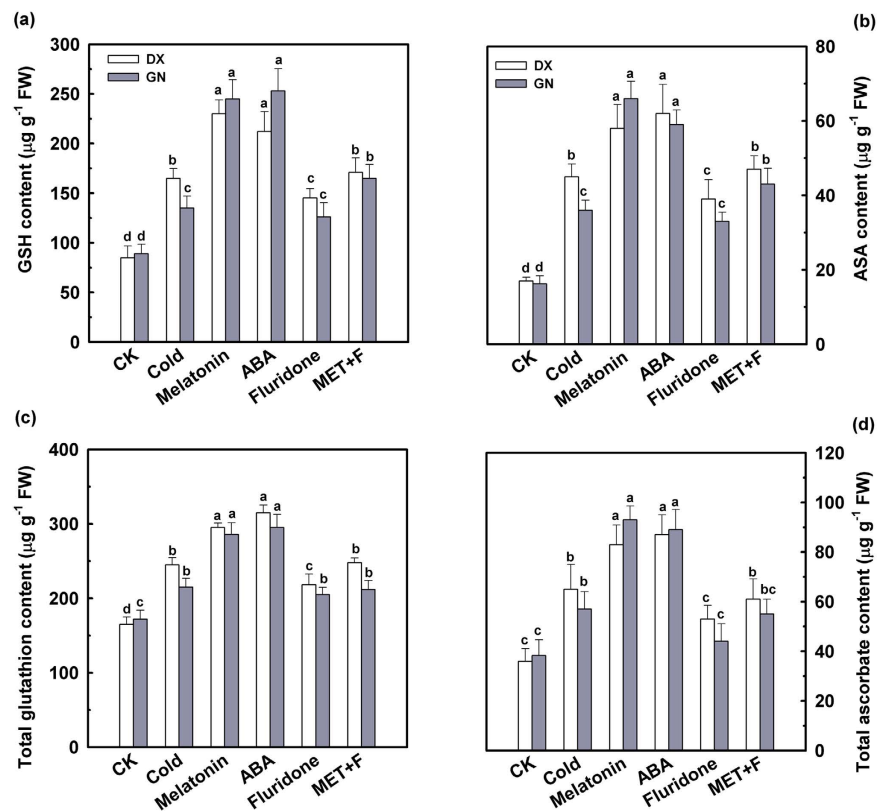 (a)
GSH content (µg g-1 FW)
300
250
200
150
100
50
0
DX
GN
d d
b c
a a
a a
c c
b b
CK
Cold
Melatonin
ABA
Fluridone
MET+F
(b)
ASA content (µg g-1 FW)
80
60
40
20
0
DX
GN
d d
b c
a a
a a
c c
b b
CK
Cold
Melatonin
ABA
Fluridone
MET+F
(c)
Total glutathion content (µg g-1 FW)
400
300
200
100
0
d c
b b
a a
a a
c b
b b
CK
Cold
Melatonin
ABA
Fluridone
MET+F
(d)
Total ascorbate content (µg g-1 FW)
120
100
80
60
40
20
0
c c
b b
a a
a a
c c
b bc
CK
Cold
Melatonin
ABA
Fluridone
MET+F